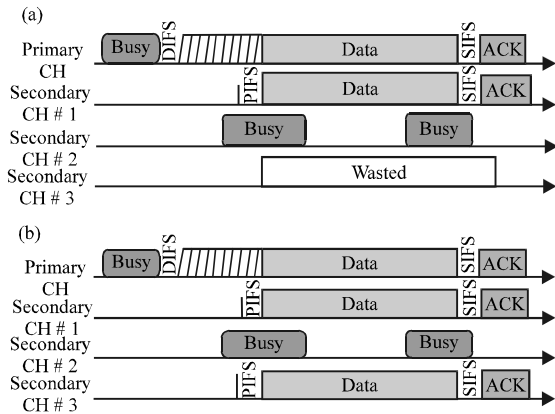 (a)
Busy DIFS Data SIFS ACK
Primary
CH
PIFS Data SIFS ACK
Secondary
CH # 1
Busy Busy
Secondary
CH # 2
Wasted
Secondary
CH # 3
(b)
Busy DIFS Data SIFS ACK
Primary
CH
PIFS Data SIFS ACK
Secondary
CH # 1
Busy Busy
Secondary
CH # 2
PIFS Data SIFS ACK
Secondary
CH # 3